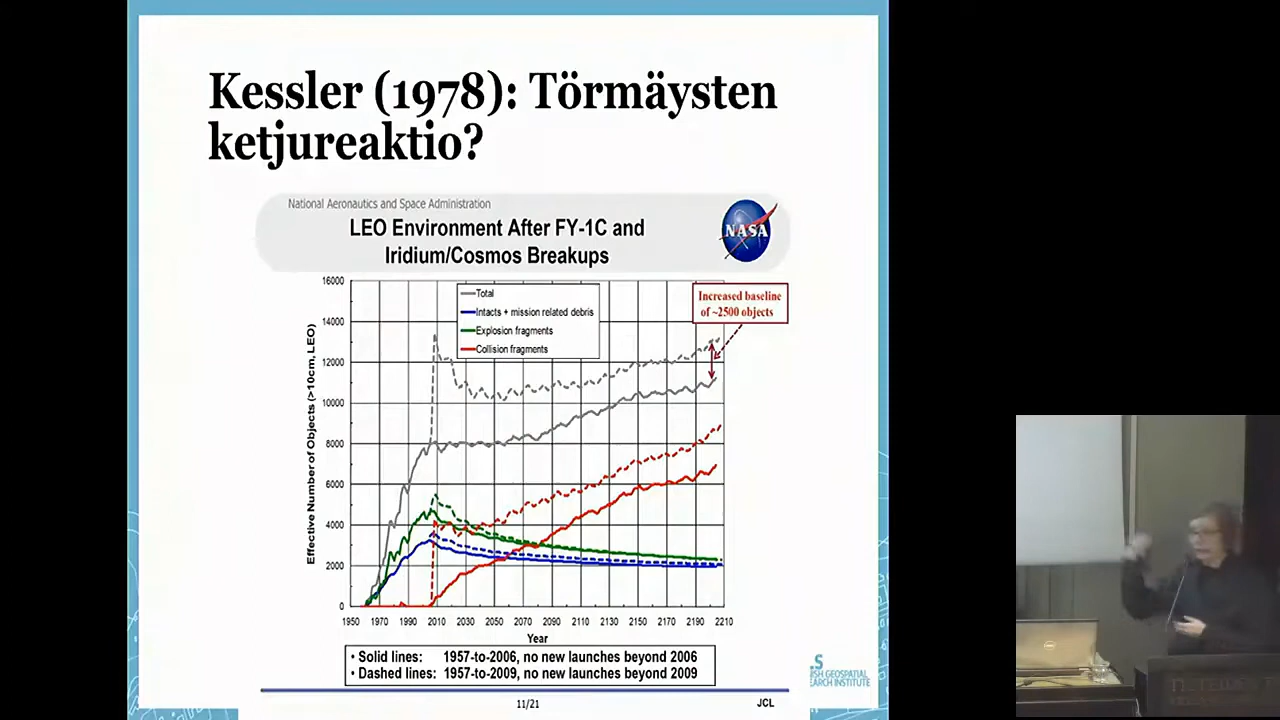 Kessler (1978): Törmäysten
ketjureaktio?
National Aeronautics and Space Administration
LEO Environment After FY-1C and
Iridium/Cosmos Breakups
NASA
Increased baseline
of ~2500 objects
Total
Intacts + mission related debris
Explosion fragments
Collision fragments
Effective Number of Objects (>10cm, LEO)
16000
14000
12000
10000
8000
6000
4000
2000
0
1950 1970 1990 2010 2030 2050 2070 2090 2110 2130 2150 2170 2190 2210
Year
• Solid lines: 1957-to-2006, no new launches beyond 2006
• Dashed lines: 1957-to-2009, no new launches beyond 2009
11/21
JCL
.S
ISH GEOSPATIAL
EARCH INSTITUTE